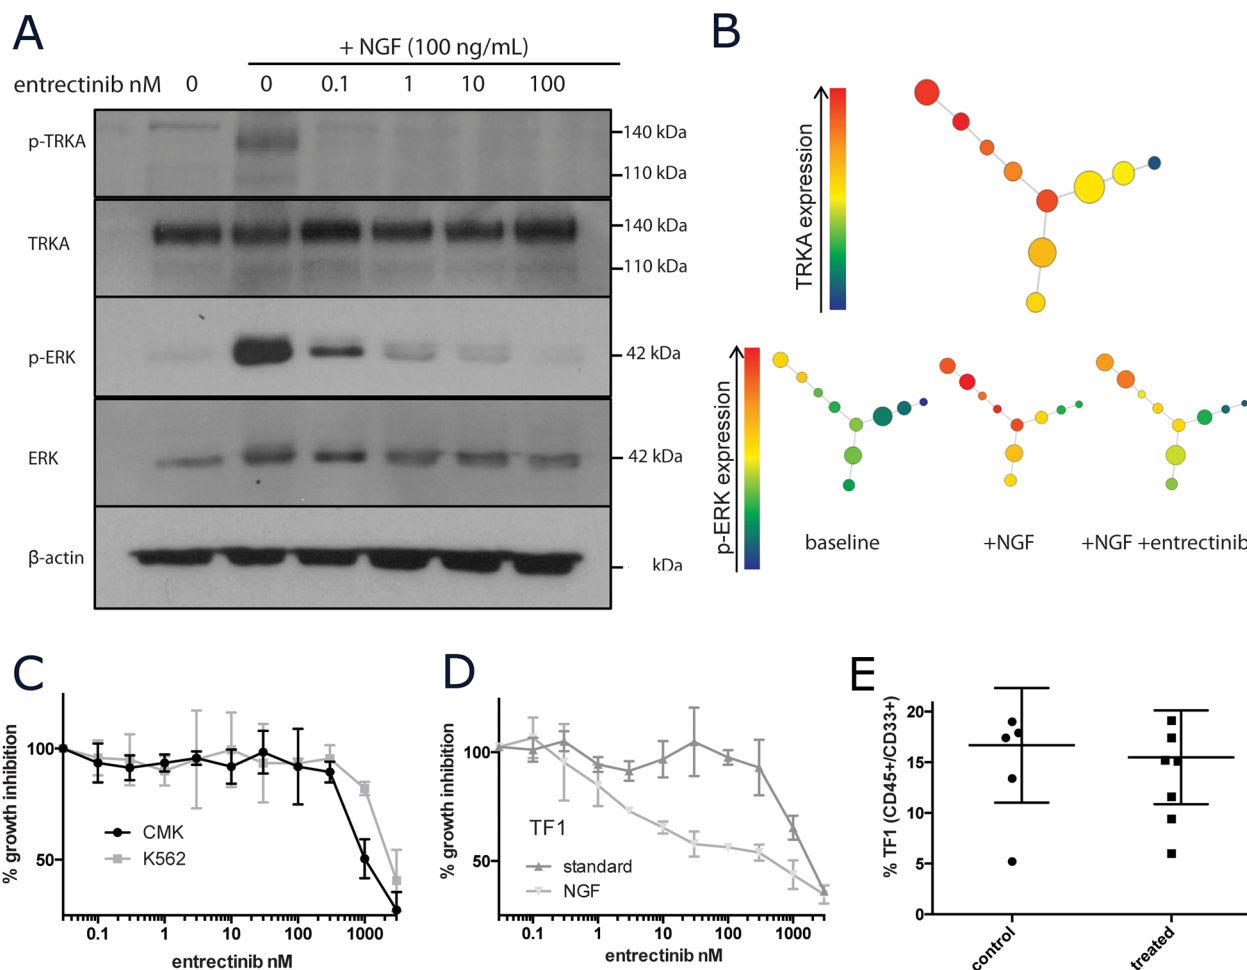 A
+ NGF (100 ng/mL)
entrectinib nM 0 0 0.1 1 10 100
p-TRKA
140 kDa
110 kDa
TRKA
140 kDa
110 kDa
p-ERK
42 kDa
ERK
42 kDa
β-actin
kDa
B
TRKA expression
p-ERK expression
baseline
+NGF
+NGF +entrectinib
C
% growth inhibition
100
50
CMK
K562
0.1 1 10 100 1000
entrectinib nM
D
% growth inhibition
100
50
TF1
standard
NGF
0.1 1 10 100 1000
entrectinib nM
E
% TF1 (CD45+/CD33+)
20
15
10
5
0
control
treated